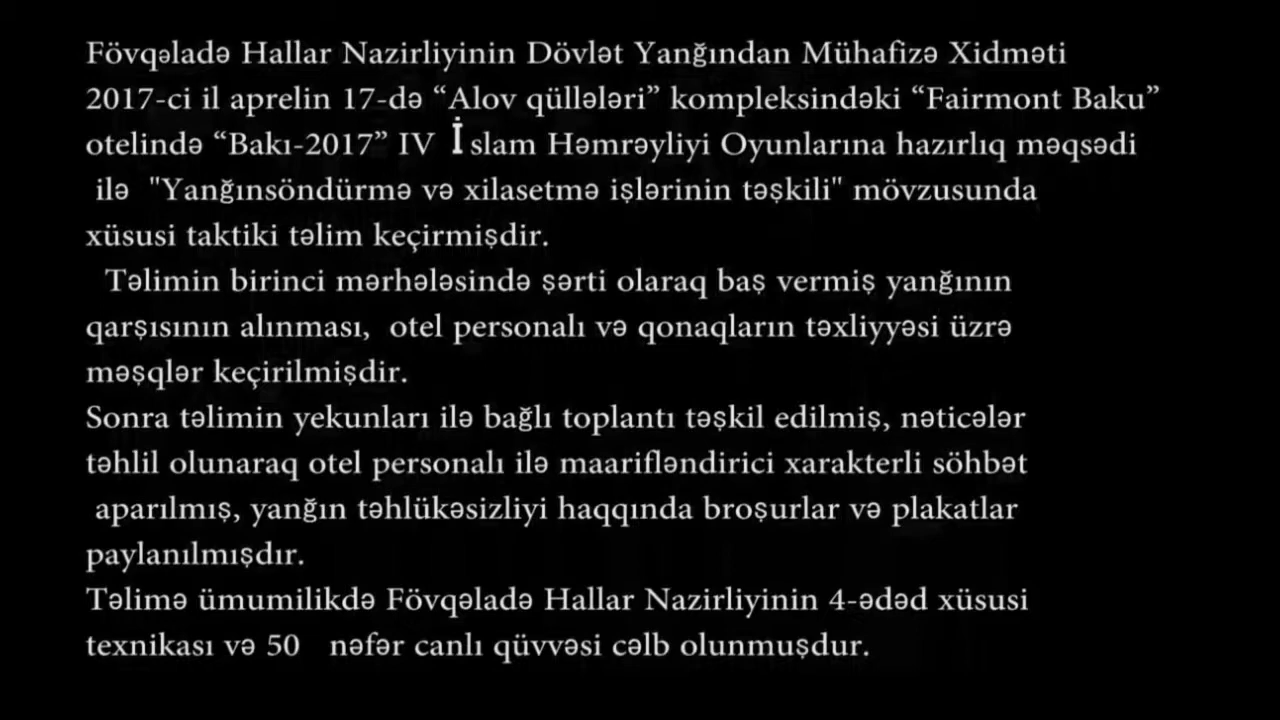 Fövqəladə Hallar Nazirliyinin Dövlət Yanğından Mühafizə Xidməti
2017-ci il aprelin 17-də “Alov qüllələri” kompleksindəki “Fairmont Baku”
otelində “Bakı-2017” IV İslam Həmrəyliyi Oyunlarına hazırlıq məqsədi
ilə "Yanğınsöndürmə və xilasetmə işlərinin təşkili" mövzusunda
xüsusi taktiki təlim keçirmişdir.
Təlimin birinci mərhələsində şərti olaraq baş vermiş yanğının
qarşısının alınması, otel personalı və qonaqların təxliyyəsi üzrə
məşqlər keçirilmişdir.
Sonra təlimin yekunları ilə bağlı toplantı təşkil edilmiş, nəticələr
təhlil olunaraq otel personalı ilə maarifləndirici xarakterli söhbət
aparılmış, yanğın təhlükəsizliyi haqqında broşurlar və plakatlar
paylanılmışdır.
Təlimə ümumilikdə Fövqəladə Hallar Nazirliyinin 4-ədəd xüsusi
texnikası və 50 nəfər canlı qüvvəsi cəlb olunmuşdur.